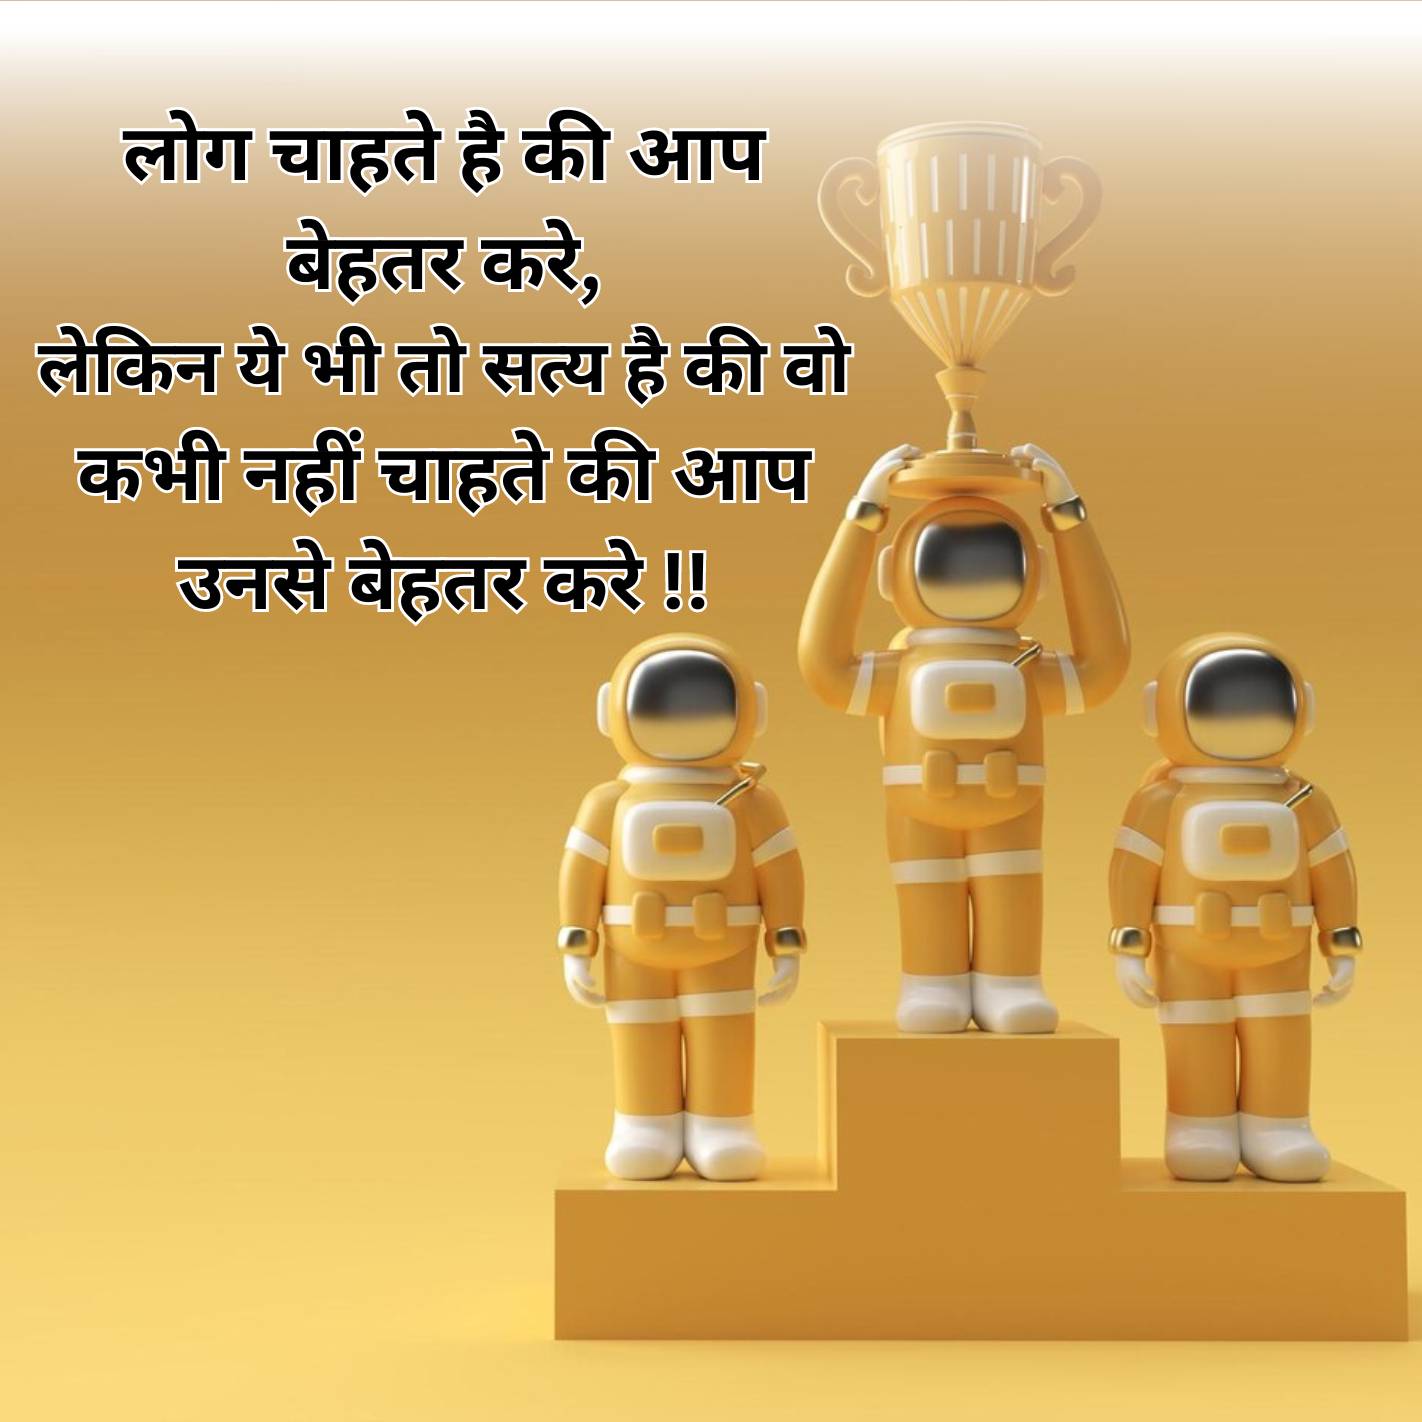 लोग चाहते है की आप
बेहतर करे,
लेकिन ये भी तो सत्य है की वो
कभी नहीं चाहते की आप
उनसे बेहतर करे !!